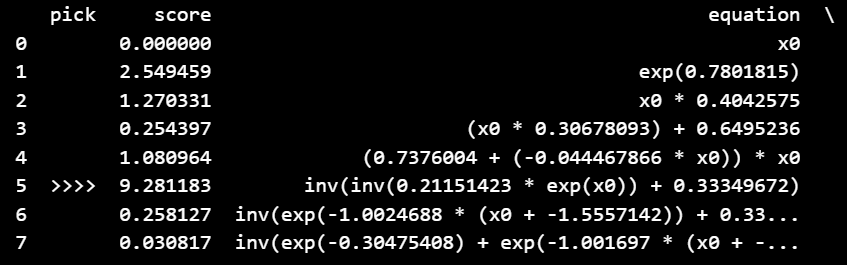 pick score equation \
0 0.000000 x0
1 2.549459 exp(0.7801815)
2 1.270331 x0 * 0.4042575
3 0.254397 (x0 * 0.30678093) + 0.6495236
4 1.080964 (0.7376004 + (-0.044467866 * x0)) * x0
5 >>>> 9.281183 inv(inv(0.21151423 * exp(x0)) + 0.33349672)
6 0.258127 inv(exp(-1.0024688 * (x0 + -1.5557142)) + 0.33...
7 0.030817 inv(exp(-0.30475408) + exp(-1.001697 * (x0 + -...